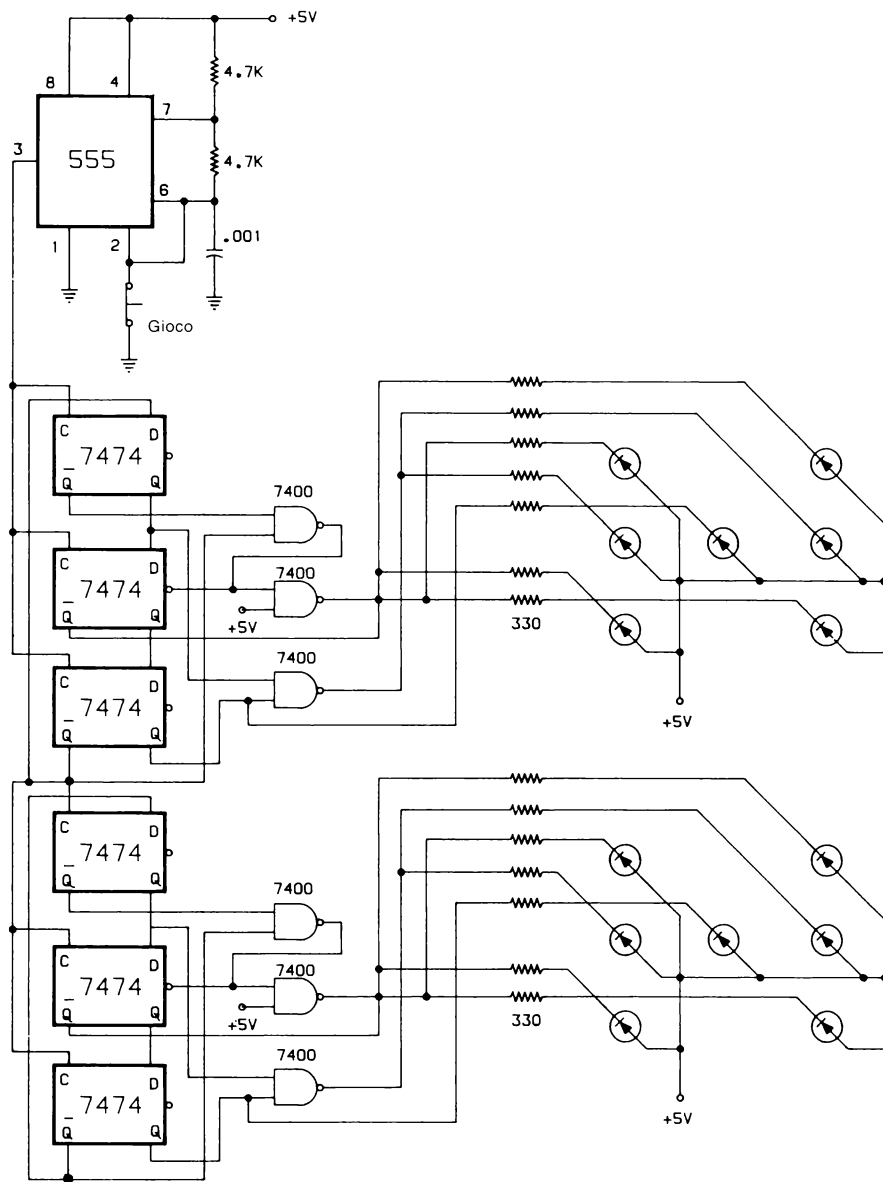 +5V
8 4
4.7K
7
3
555
4.7K
6
1 2
.001
Gioco
C D
7474
Q Q
7400
C D
7400
7474
Q Q
+5V
330
7400
C D
7474
Q Q
+5V
C D
7474
Q Q
7400
C D
7400
7474
Q Q
+5V
330
7400
C D
7474
Q Q
+5V